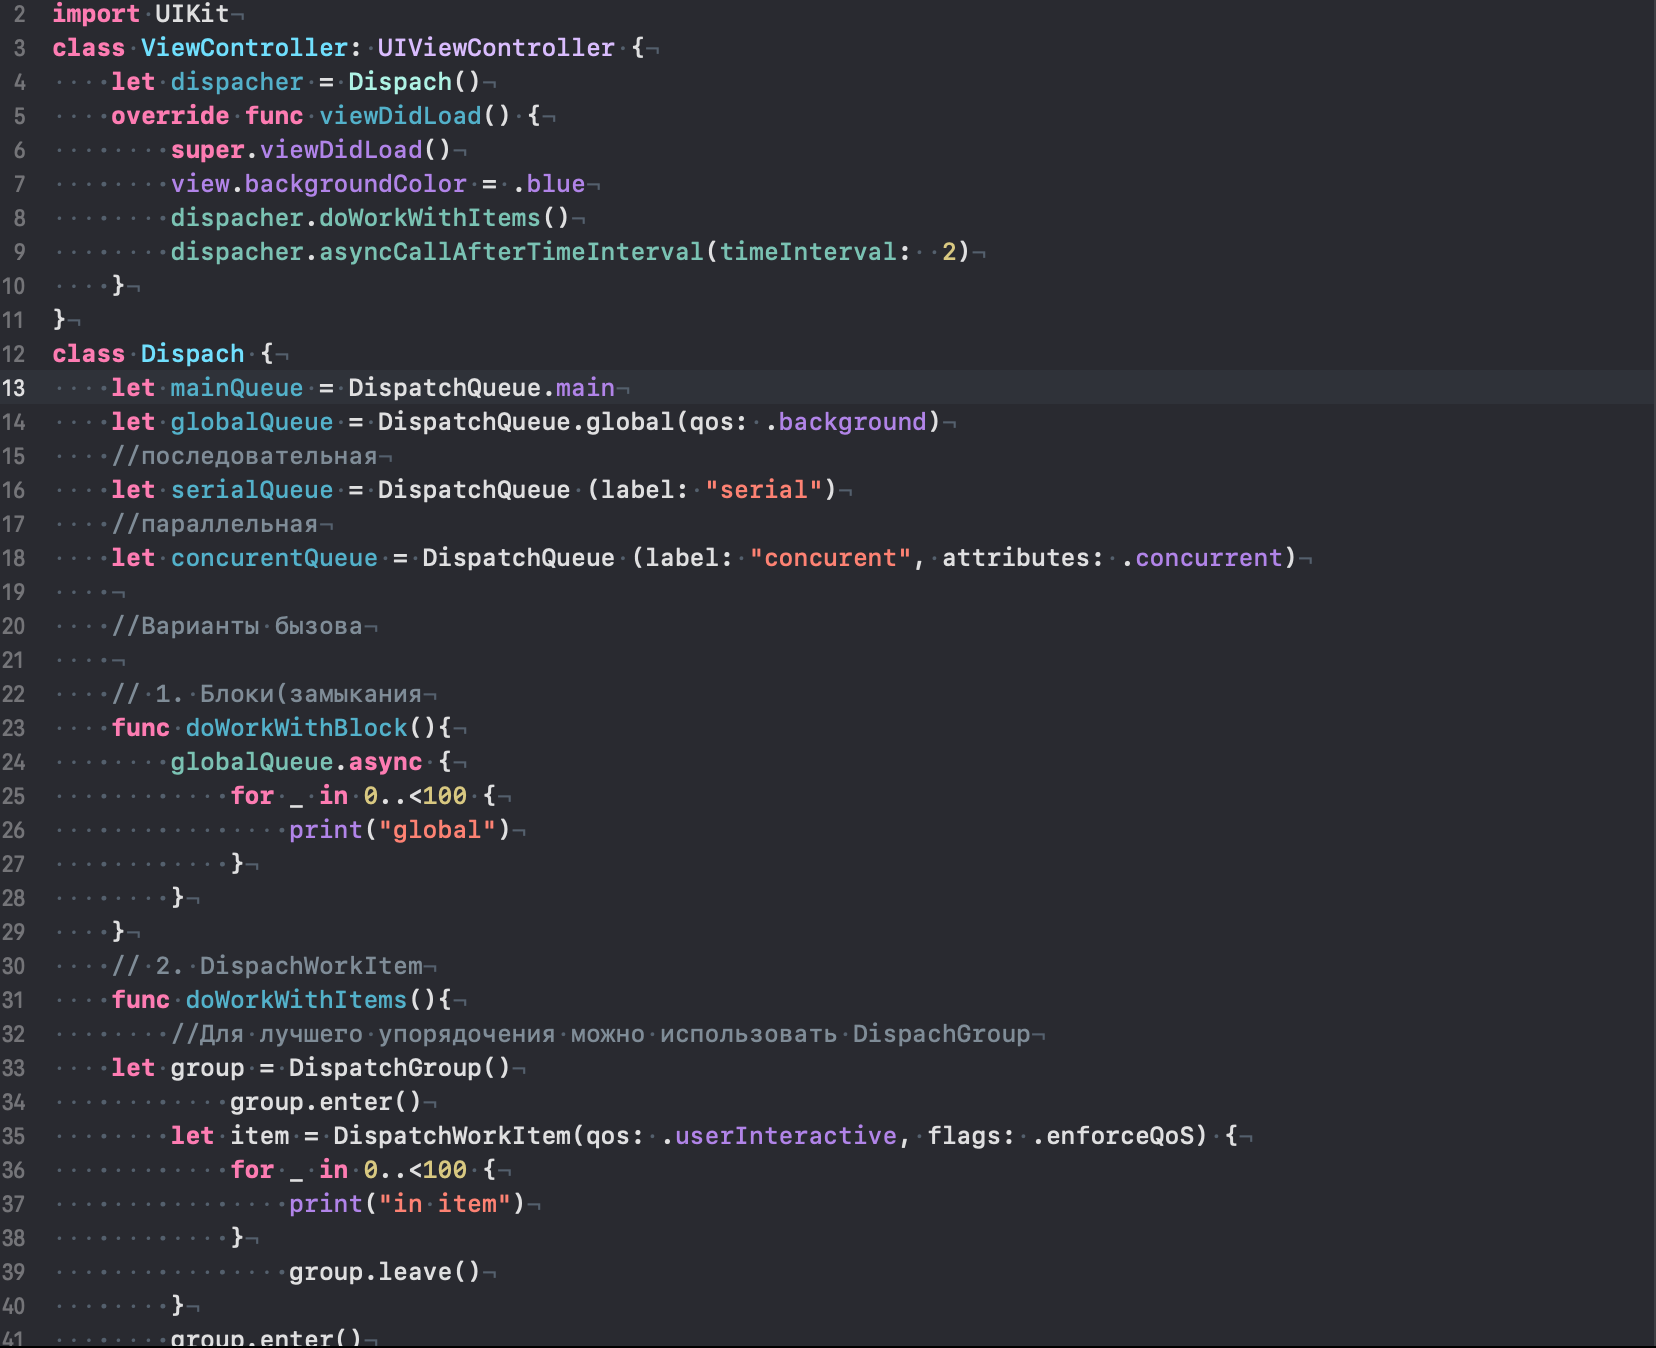 2 import UIKit¬
3 class ViewController: UIViewController {¬
4 let dispacher = Dispach()¬
5 override func viewDidLoad() {¬
6 super.viewDidLoad()¬
7 view.backgroundColor = .blue¬
8 dispacher.doWorkWithItems()¬
9 dispacher.asyncCallAfterTimeInterval(timeInterval:  2)¬
10 }¬
11 }¬
12 class Dispach {¬
13 let mainQueue = DispatchQueue.main¬
14 let globalQueue = DispatchQueue.global(qos: .background)¬
15 //последовательная¬
16 let serialQueue = DispatchQueue (label: "serial")¬
17 //параллельная¬
18 let concurentQueue = DispatchQueue (label: "concurent", attributes: .concurrent)¬
19 ¬
20 //Варианты бызова¬
21 ¬
22 // 1. Блоки(замыкания¬
23 func doWorkWithBlock(){¬
24 globalQueue.async {¬
25 for _ in 0..<100 {¬
26 print("global")¬
27 }¬
28 }¬
29 }¬
30 // 2. DispachWorkItem¬
31 func doWorkWithItems(){¬
32 //Для лучшего упорядочения можно использовать DispachGroup¬
33 let group = DispatchGroup()¬
34 group.enter()¬
35 let item = DispatchWorkItem(qos: .userInteractive, flags: .enforceQoS) {¬
36 for _ in 0..<100 {¬
37 print("in item")¬
38 }¬
39 group.leave()¬
40 }¬
41 group.enter()¬